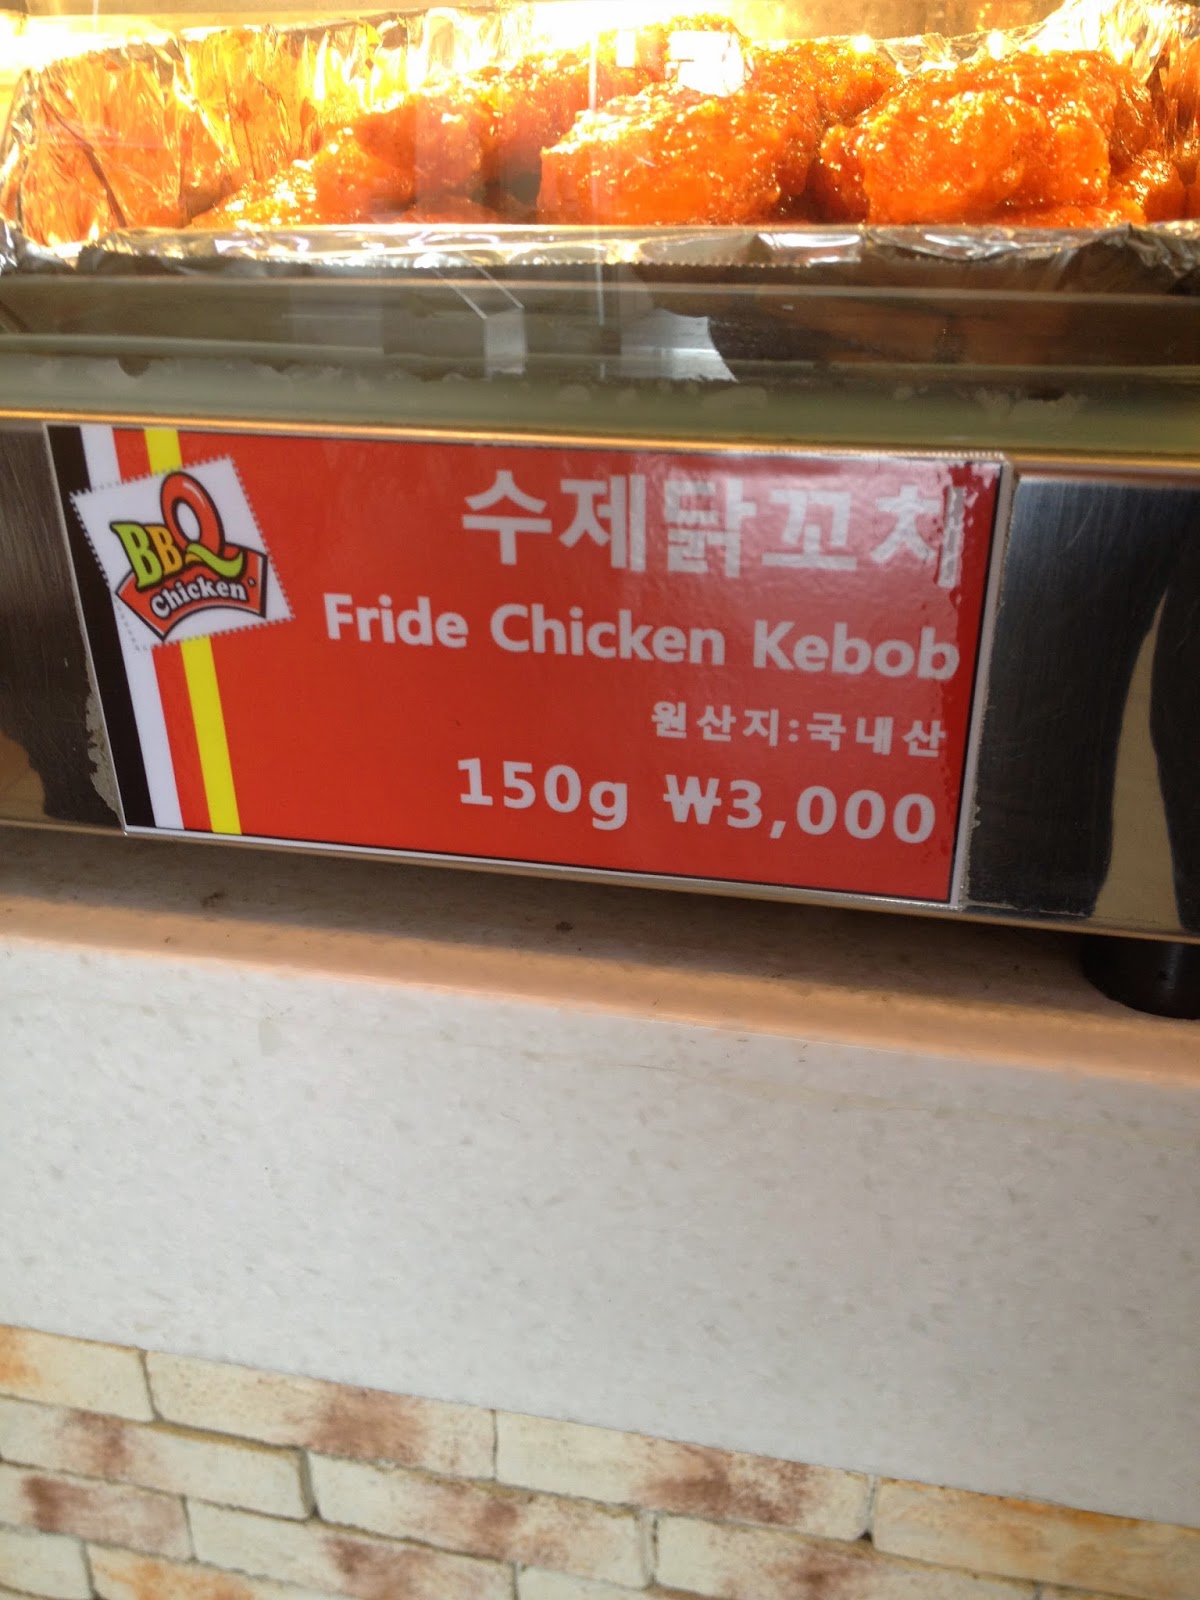 BBQ
Chicken
수제닭꼬치
Fride Chicken Kebob
원산지:국내산
150g ₩3,000